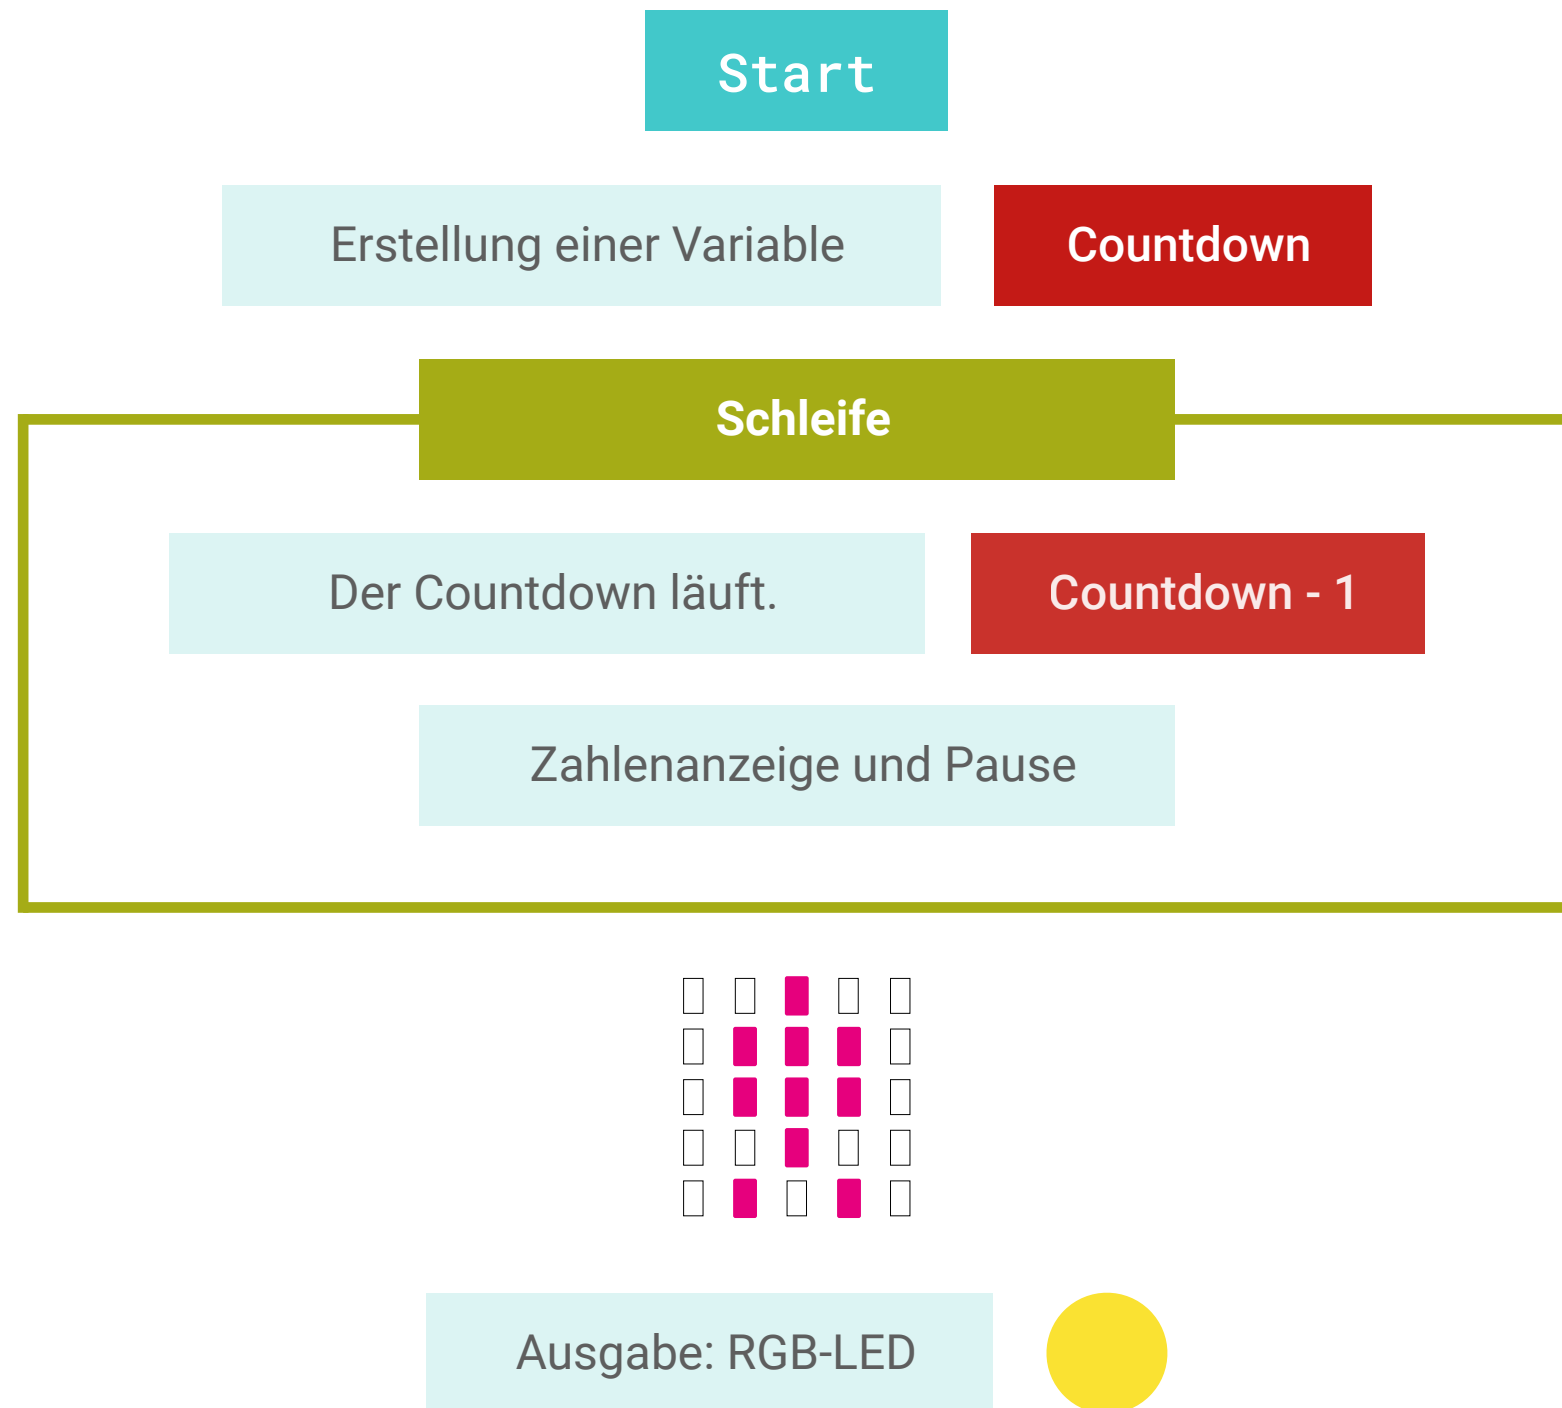 Start
Erstellung einer Variable
Countdown
Schleife
Der Countdown läuft.
Countdown - 1
Zahlenanzeige und Pause
Ausgabe: RGB-LED